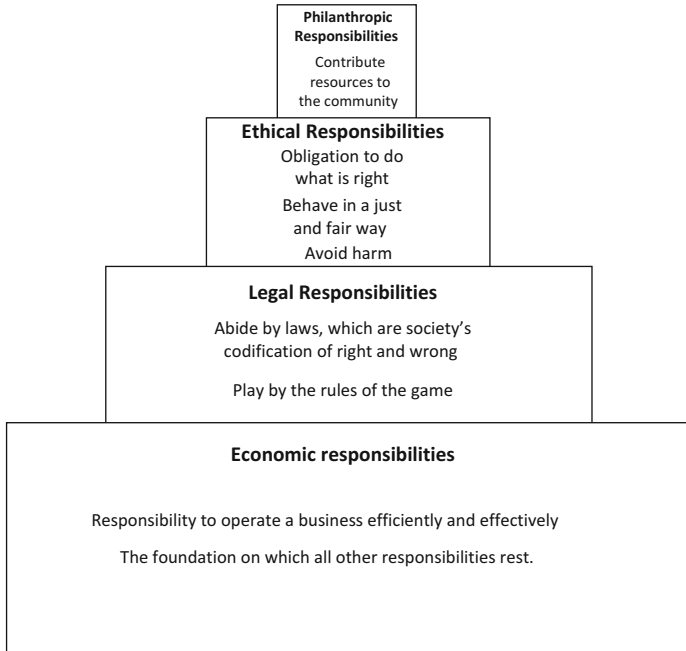 Philanthropic
Responsibilities
Contribute
resources to
the community
Ethical Responsibilities
Obligation to do
what is right
Behave in a just
and fair way
Avoid harm
Legal Responsibilities
Abide by laws, which are society’s
codification of right and wrong
Play by the rules of the game
Economic responsibilities
Responsibility to operate a business efficiently and effectively
The foundation on which all other responsibilities rest.